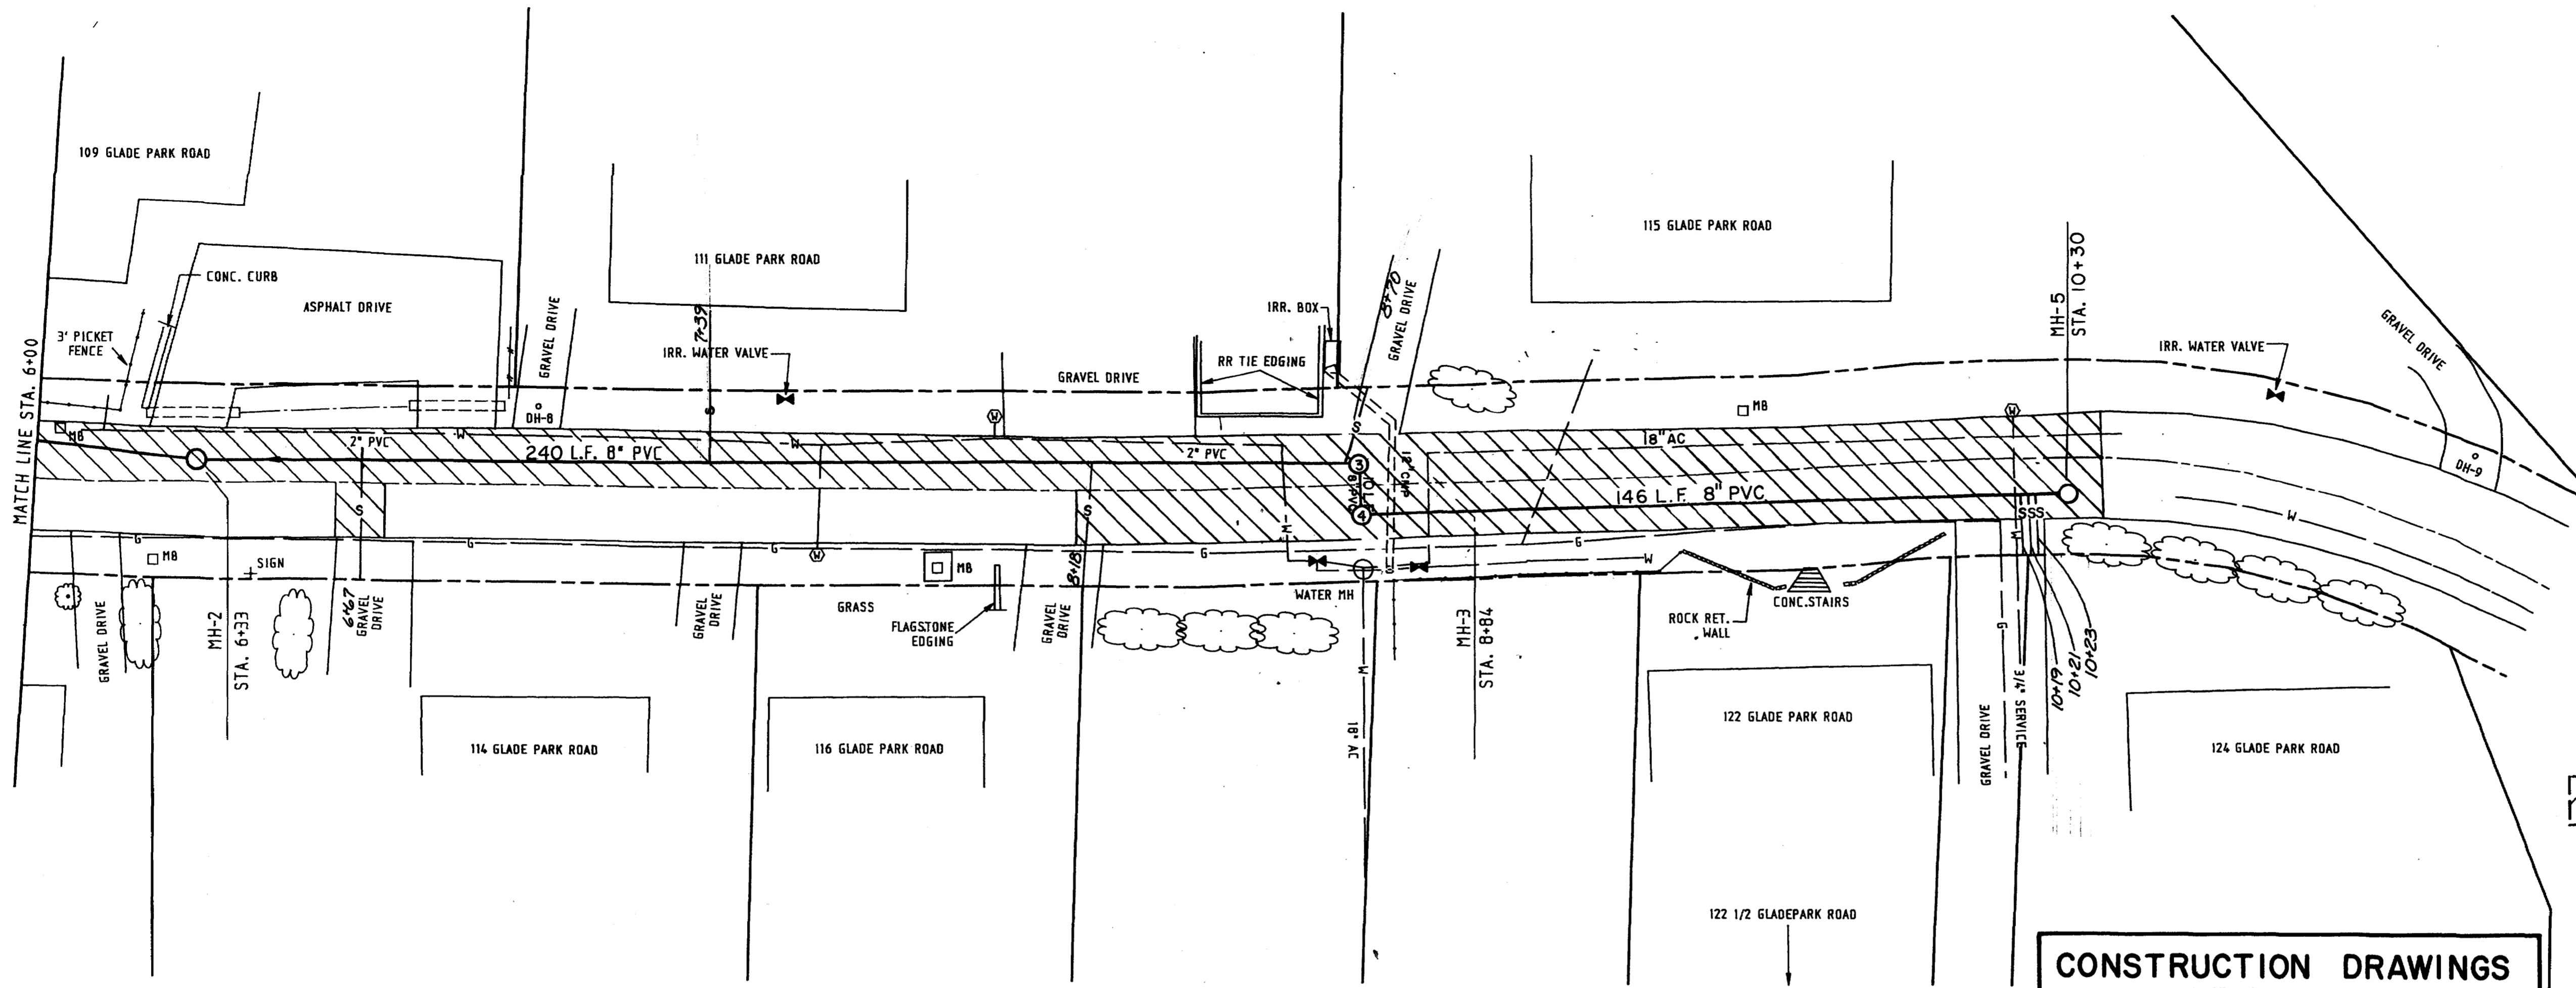 109 GLADE PARK ROAD
CONC. CURB
ASPHALT DRIVE
3' PICKET
FENCE
MATCH LINE STA. 6+00
MB
GRAVEL DRIVE
DH-8
111 GLADE PARK ROAD
7+39
IRR. WATER VALVE
S
W
GRAVEL DRIVE
RR TIE EDGING
IRR. BOX
8+70
GRAVEL DRIVE
115 GLADE PARK ROAD
MB
MH-5
STA. 10+30
IRR. WATER VALVE
GRAVEL DRIVE
DH-9
W
W
2" PVC
W
240 L.F. 8" PVC
2" PVC
S
3
4
12" CMP
18" AC
146 L.F. 8" PVC
W
S
S
SSS
W
W
G
G
G
G
G
W
W
MB
SIGN
GRAVEL DRIVE
MH-2
STA. 6+33
6+67
GRAVEL
DRIVE
GRAVEL
DRIVE
GRASS
MB
FLAGSTONE
EDGING
8+18
GRAVEL
DRIVE
WATER MH
W
18" AC
MH-3
STA. 8+84
ROCK RET.
WALL
CONC. STAIRS
G
3/4" SERVICE
GRAVEL DRIVE
10+19
10+21
10+23
114 GLADE PARK ROAD
116 GLADE PARK ROAD
122 GLADE PARK ROAD
124 GLADE PARK ROAD
122 1/2 GLADEPARK ROAD
CONSTRUCTION DRAWINGS